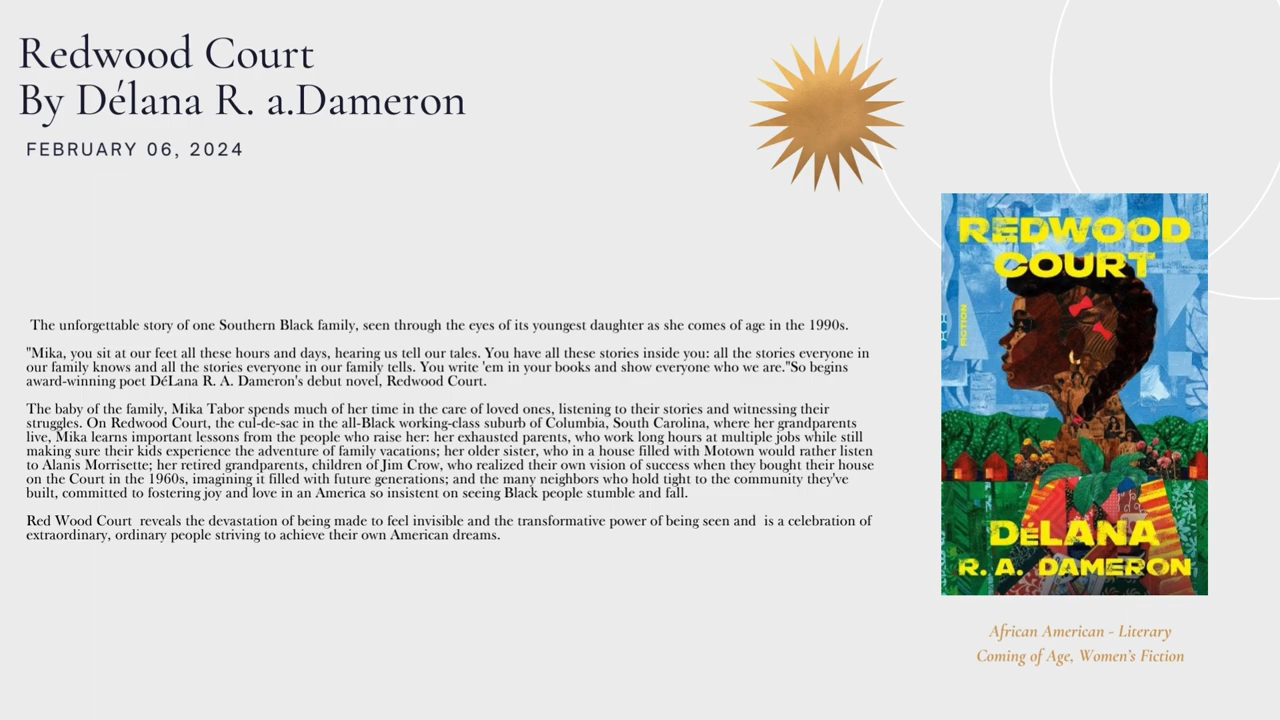 Redwood Court
By Délana R. a.Dameron
FEBRUARY 06, 2024
The unforgettable story of one Southern Black family, seen through the eyes of its youngest daughter as she comes of age in the 1990s.
"Mika, you sit at our feet all these hours and days, hearing us tell our tales. You have all these stories inside you: all the stories everyone in
our family knows and all the stories everyone in our family tells. You write 'em in your books and show everyone who we are."So begins
award-winning poet DéLana R. A. Dameron's debut novel, Redwood Court.
The baby of the family, Mika Tabor spends much of her time in the care of loved ones, listening to their stories and witnessing their
struggles. On Redwood Court, the cul-de-sac in the all-Black working-class suburb of Columbia, South Carolina, where her grandparents
live, Mika learns important lessons from the people who raise her: her exhausted parents, who work long hours at multiple jobs while still
making sure their kids experience the adventure of family vacations; her older sister, who in a house filled with Motown would rather listen
to Alanis Morrisette; her retired grandparents, children of Jim Crow, who realized their own vision of success when they bought their house
on the Court in the 1960s, imagining it filled with future generations; and the many neighbors who hold tight to the community they've
built, committed to fostering joy and love in an America so insistent on seeing Black people stumble and fall.
Red Wood Court  reveals the devastation of being made to feel invisible and the transformative power of being seen and  is a celebration of
extraordinary, ordinary people striving to achieve their own American dreams.
REDWOOD
COURT
FICTION
DéLANA
R. A. DAMERON
African American - Literary
Coming of Age, Women's Fiction